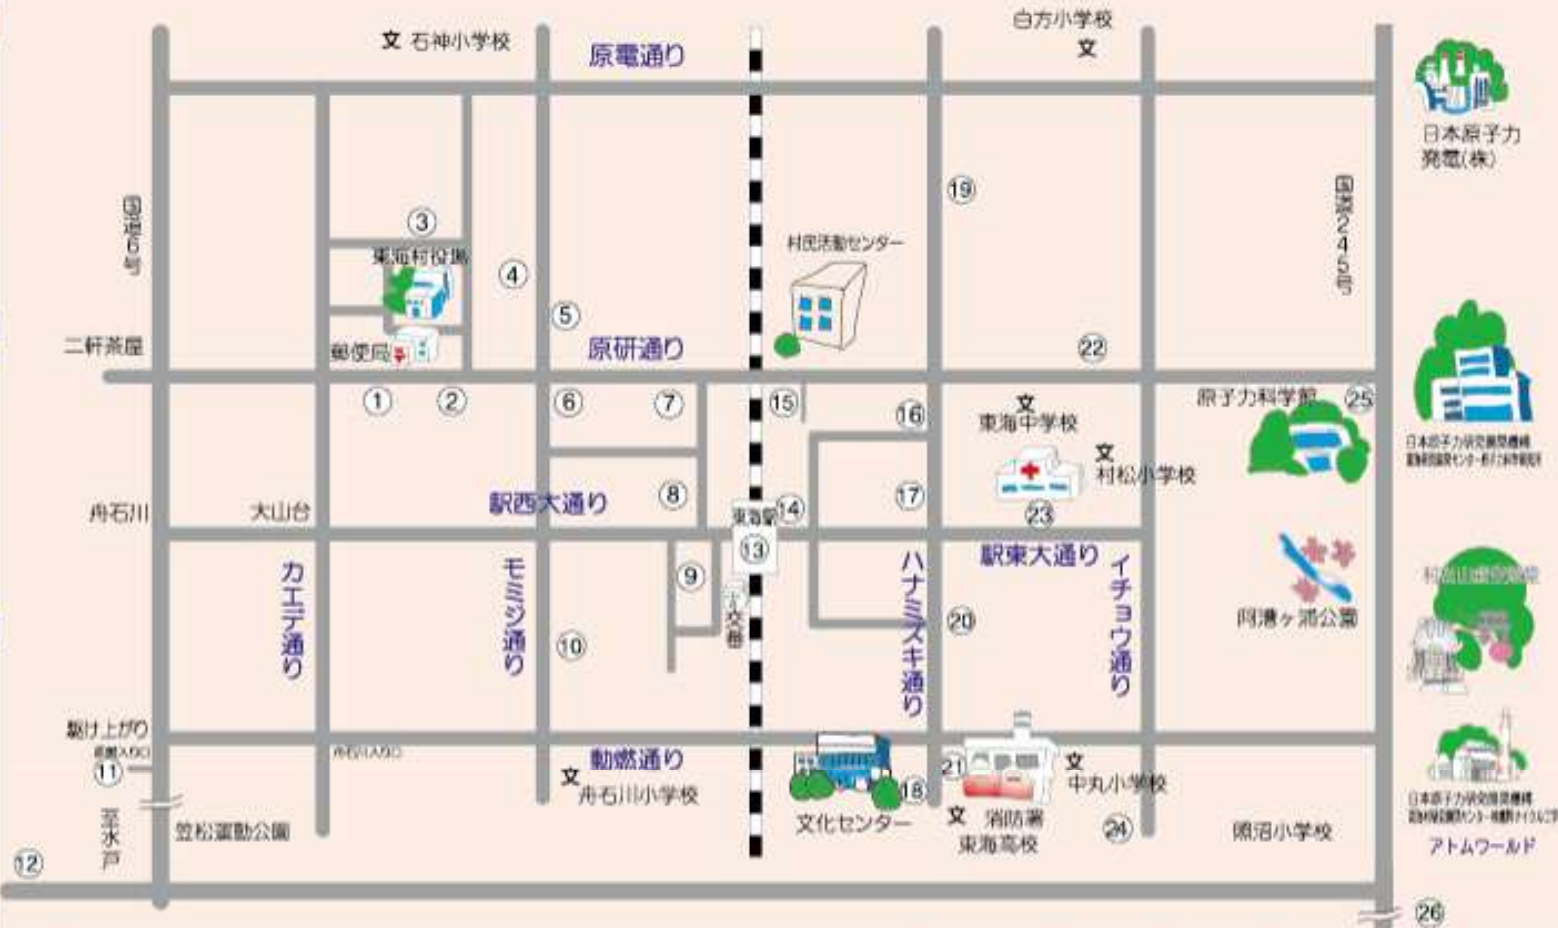 白方小学校
文
文 石神小学校
原電通り
日本原子力
発電(株)
国道6号
国道245号
③
⑲
東海村役場
村民活動センター
④
⑤
二軒茶屋
郵便局
原研通り
㉒
①
②
⑥
⑦
⑮
⑯
文
東海中学校
原子力科学館
㉕
文
村松小学校
⑧
⑰
舟石川
大山台
駅西大通り
東海駅
⑭
㉓
⑬
駅東大通り
カエデ通り
モミジ通り
⑨
交番
ハナミズキ通り
イチョウ通り
阿漕ヶ浦公園
⑩
⑳
駆け上がり
⑪
動燃通り
文
舟石川小学校
㉑
文
中丸小学校
⑱
文化センター
文
消防署
東海高校
㉔
照沼小学校
至水戸
笠松運動公園
⑫
アトムワールド
㉖